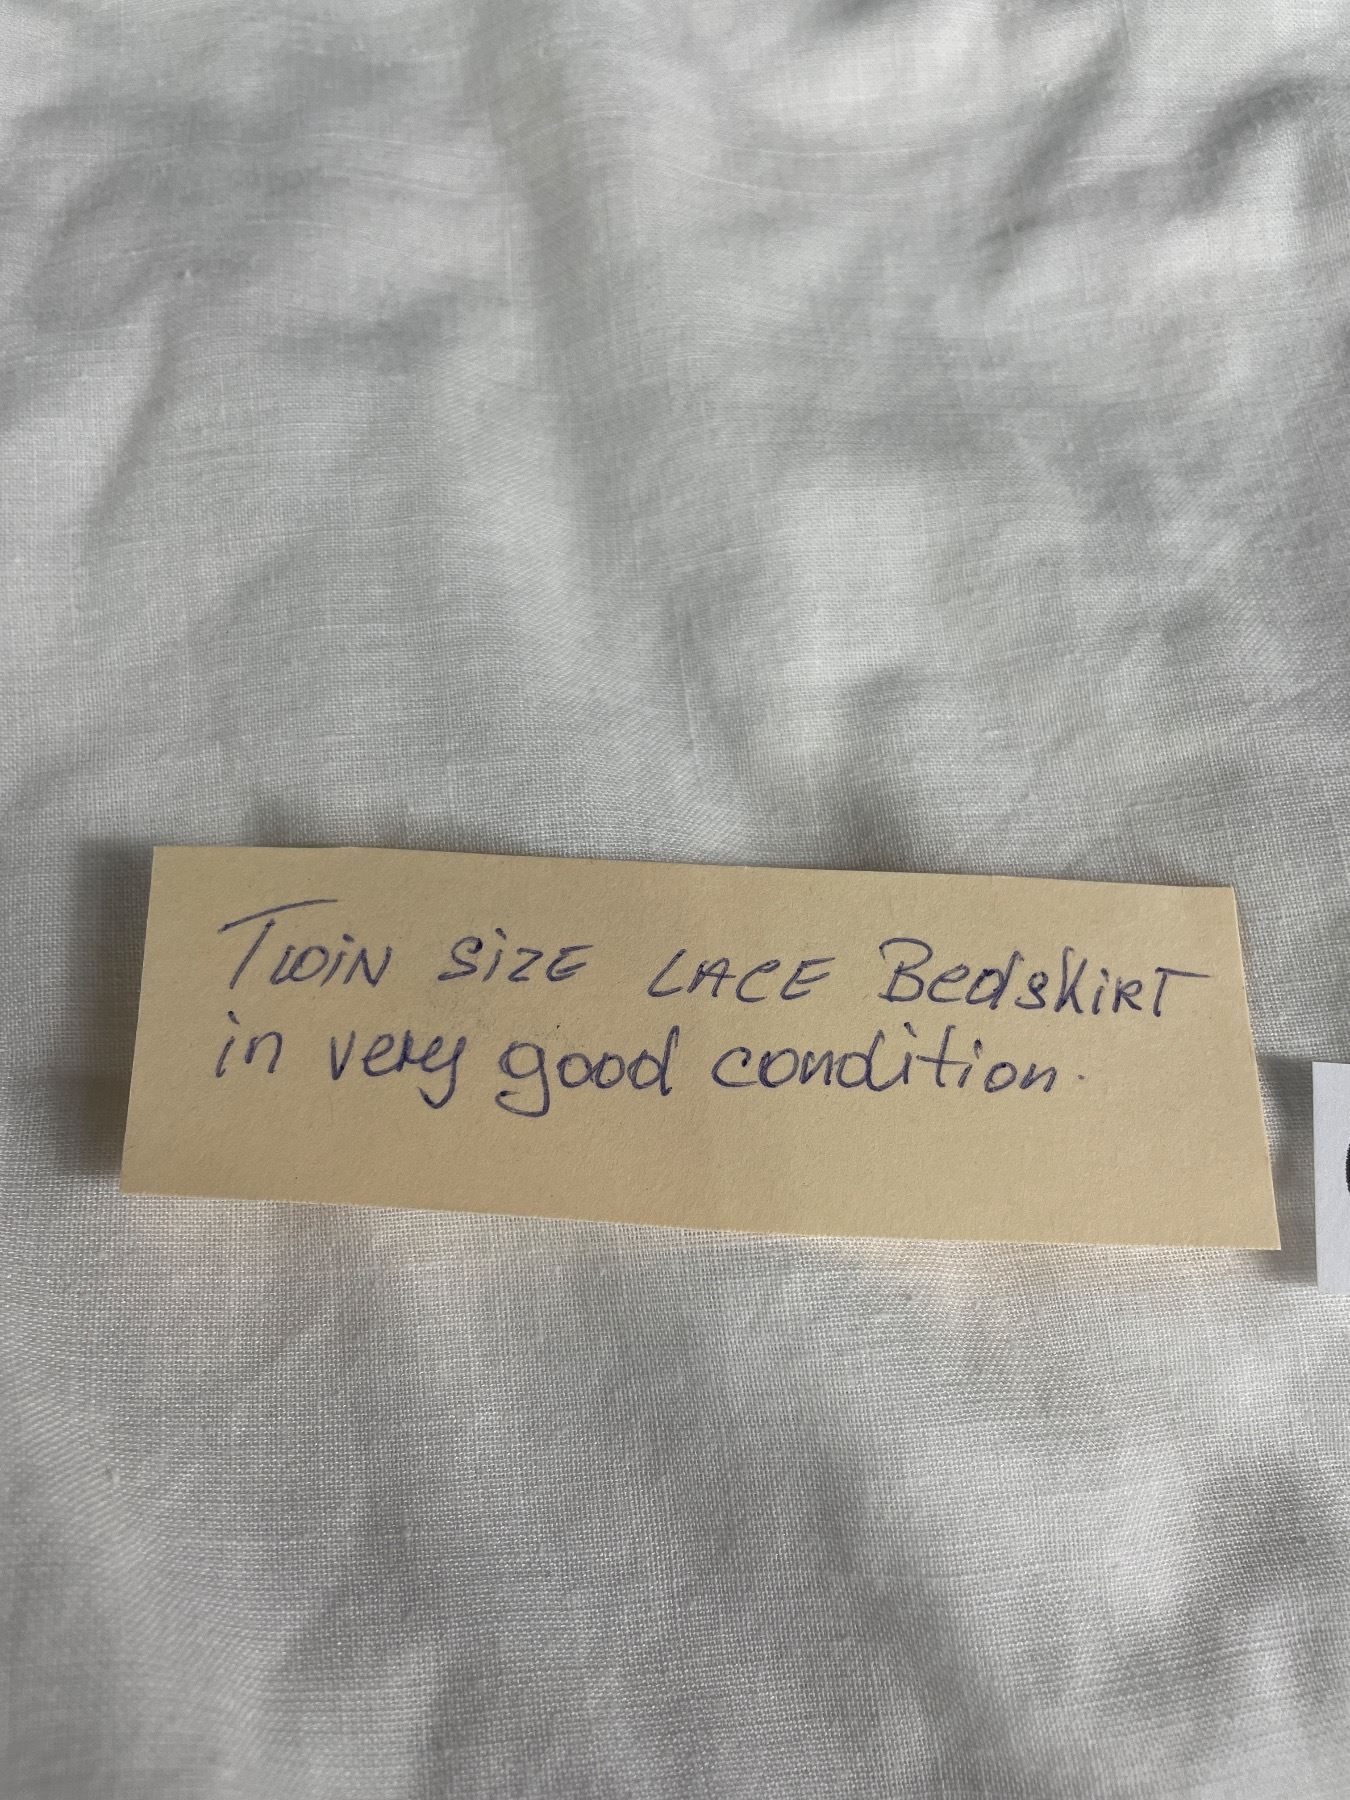 Twin size LACE Bedskirt
in very good condition.